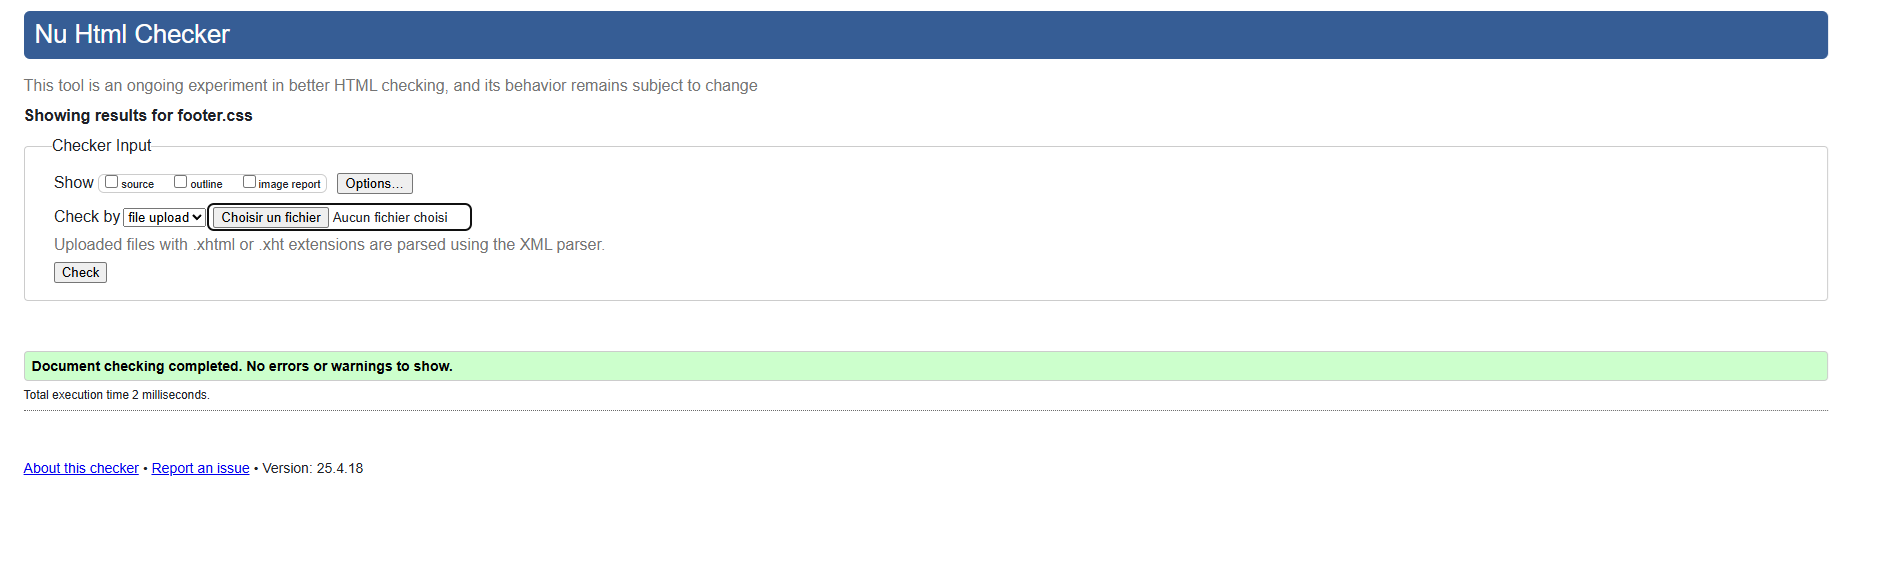 Nu Html Checker
This tool is an ongoing experiment in better HTML checking, and its behavior remains subject to change
Showing results for footer.css
Checker Input
Show source outline image report Options...
Check by file upload Choisir un fichier Aucun fichier choisi
Uploaded files with .xhtml or .xht extensions are parsed using the XML parser.
Check
Document checking completed. No errors or warnings to show.
Total execution time 2 milliseconds.
About this checker • Report an issue • Version: 25.4.18